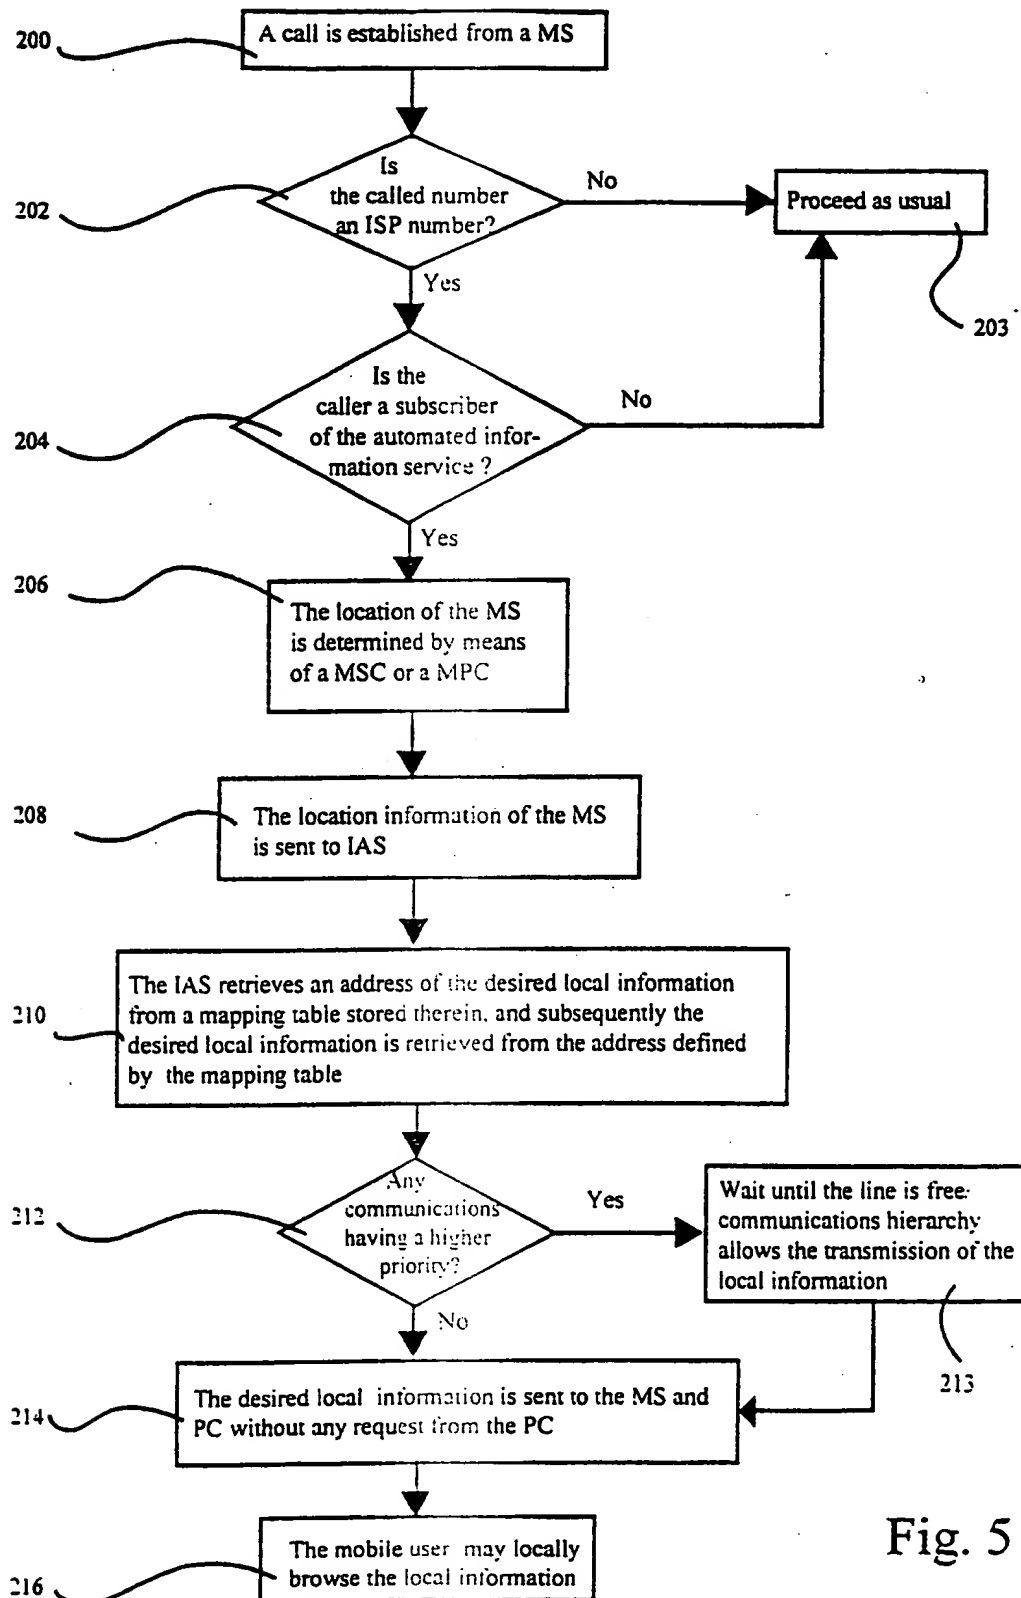 200
A call is established from a MS
Is
the called number
an ISP number?
202
No
Proceed as usual
203
Yes
Is the
caller a subscriber
of the automated infor-
mation service ?
204
No
Yes
206
The location of the MS
is determined by means
of a MSC or a MPC
208
The location information of the MS
is sent to IAS
210
The IAS retrieves an address of the desired local information
from a mapping table stored therein, and subsequently the
desired local information is retrieved from the address defined
by the mapping table
212
Any
communications
having a higher
priority?
Yes
Wait until the line is free:
communications hierarchy
allows the transmission of the
local information
213
No
214
The desired local information is sent to the MS and
PC without any request from the PC
216
The mobile user may locally
browse the local information
Fig. 5